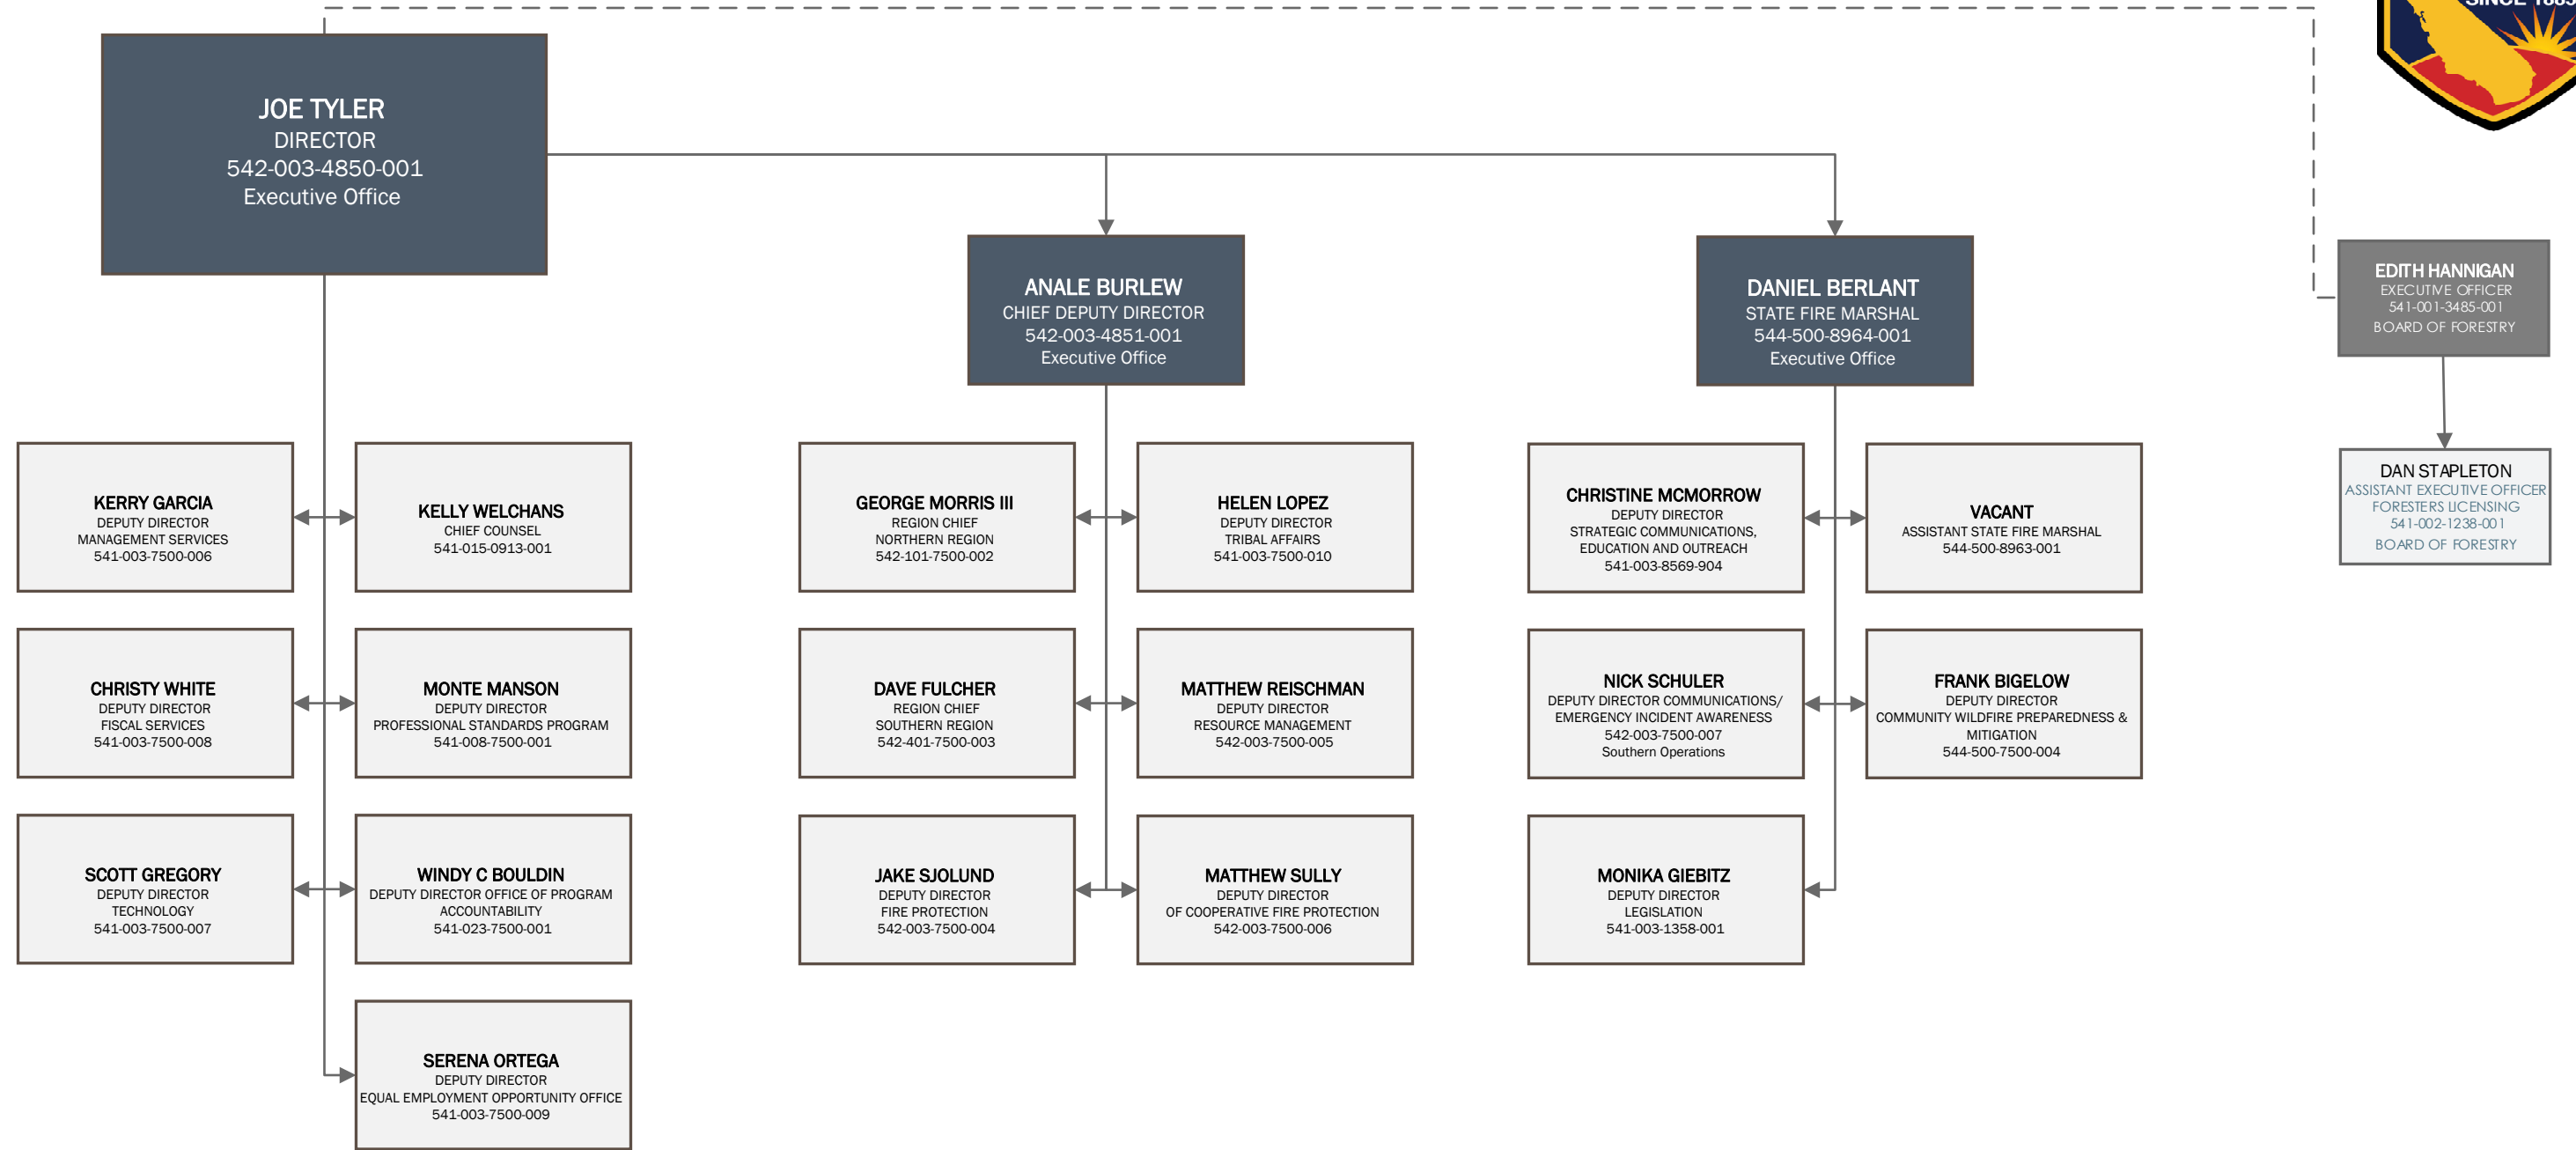 SINCE 1885
JOE TYLER
DIRECTOR
542-003-4850-001
Executive Office
ANALE BURLEW
CHIEF DEPUTY DIRECTOR
542-003-4851-001
Executive Office
DANIEL BERLANT
STATE FIRE MARSHAL
544-500-8964-001
Executive Office
EDITH HANNIGAN
EXECUTIVE OFFICER
541-001-3485-001
BOARD OF FORESTRY
KERRY GARCIA
DEPUTY DIRECTOR
MANAGEMENT SERVICES
541-003-7500-006
KELLY WELCHANS
CHIEF COUNSEL
541-015-0913-001
GEORGE MORRIS III
REGION CHIEF
NORTHERN REGION
542-101-7500-002
HELEN LOPEZ
DEPUTY DIRECTOR
TRIBAL AFFAIRS
541-003-7500-010
CHRISTINE MCMORROW
DEPUTY DIRECTOR
STRATEGIC COMMUNICATIONS,
EDUCATION AND OUTREACH
541-003-8569-904
VACANT
ASSISTANT STATE FIRE MARSHAL
544-500-8963-001
DAN STAPLETON
ASSISTANT EXECUTIVE OFFICER
FORESTERS LICENSING
541-002-1238-001
BOARD OF FORESTRY
CHRISTY WHITE
DEPUTY DIRECTOR
FISCAL SERVICES
541-003-7500-008
MONTE MANSON
DEPUTY DIRECTOR
PROFESSIONAL STANDARDS PROGRAM
541-008-7500-001
DAVE FULCHER
REGION CHIEF
SOUTHERN REGION
542-401-7500-003
MATTHEW REISCHMAN
DEPUTY DIRECTOR
RESOURCE MANAGEMENT
542-003-7500-005
NICK SCHULER
DEPUTY DIRECTOR COMMUNICATIONS/
EMERGENCY INCIDENT AWARENESS
542-003-7500-007
Southern Operations
FRANK BIGELOW
DEPUTY DIRECTOR
COMMUNITY WILDFIRE PREPAREDNESS &
MITIGATION
544-500-7500-004
SCOTT GREGORY
DEPUTY DIRECTOR
TECHNOLOGY
541-003-7500-007
WINDY C BOULDIN
DEPUTY DIRECTOR OFFICE OF PROGRAM
ACCOUNTABILITY
541-023-7500-001
JAKE SJOLUND
DEPUTY DIRECTOR
FIRE PROTECTION
542-003-7500-004
MATTHEW SULLY
DEPUTY DIRECTOR
OF COOPERATIVE FIRE PROTECTION
542-003-7500-006
MONIKA GIEBITZ
DEPUTY DIRECTOR
LEGISLATION
541-003-1358-001
SERENA ORTEGA
DEPUTY DIRECTOR
EQUAL EMPLOYMENT OPPORTUNITY OFFICE
541-003-7500-009